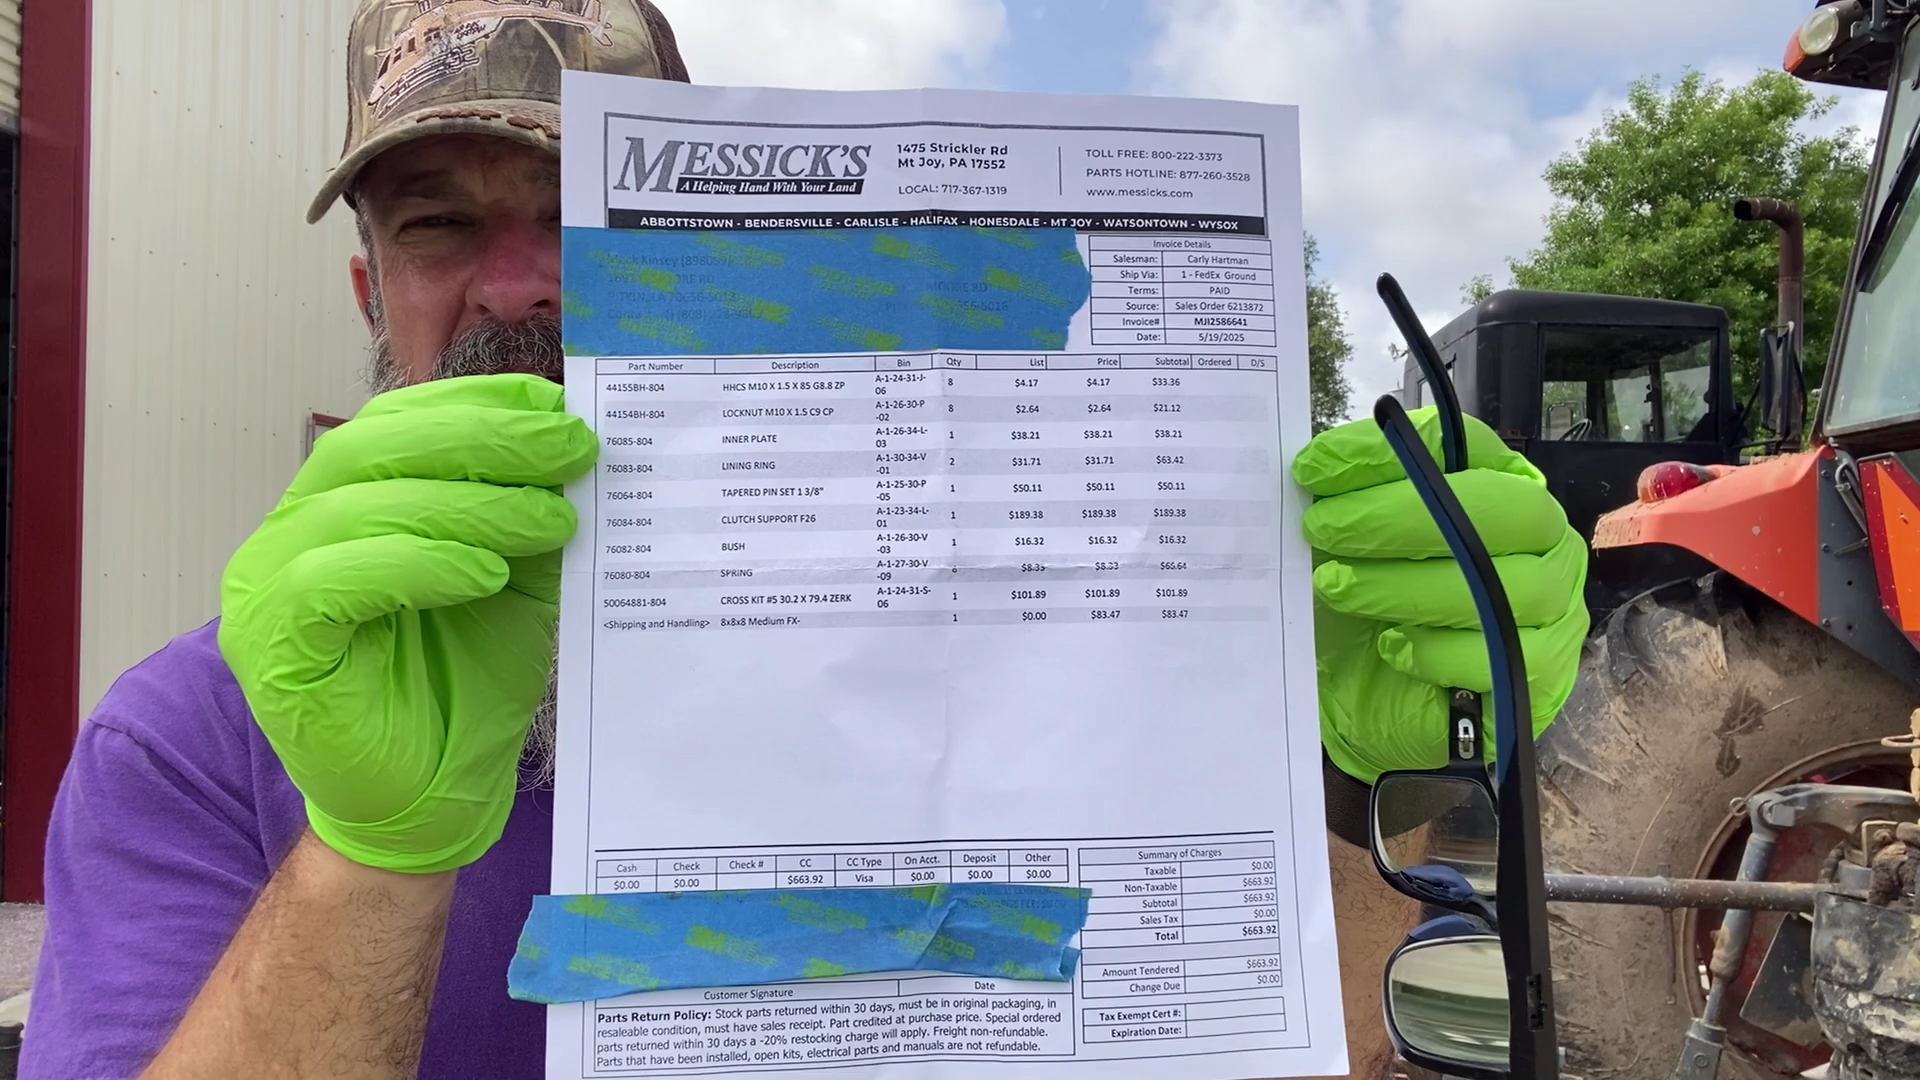 MESSICK'S
A Helping Hand With Your Land
1475 Strickler Rd
Mt Joy, PA 17552
LOCAL: 717-367-1319
TOLL FREE: 800-222-3373
PARTS HOTLINE: 877-260-3528
www.messicks.com
ABBOTTSTOWN - BENDERSVILLE - CARLISLE - HALIFAX - HONESDALE - MT JOY - WATSONTOWN - WYSOX
Invoice Details
Salesman: Carly Hartman
Ship Via: 1 - FedEx Ground
Terms: PAID
Source: Sales Order 6213872
Invoice# MJI2586641
Date: 5/19/2025
Part Number Description Bin Qty List Price Subtotal Ordered D/S
44155BH-804 HHCS M10 X 1.5 X 85 G8.8 ZP A-1-24-31-J-06 8 $4.17 $4.17 $33.36
44154BH-804 LOCKNUT M10 X 1.5 C9 CP A-1-26-30-P-02 8 $2.64 $2.64 $21.12
76085-804 INNER PLATE A-1-26-34-L-03 1 $38.21 $38.21 $38.21
76083-804 LINING RING A-1-30-34-V-01 2 $31.71 $31.71 $63.42
76064-804 TAPERED PIN SET 1 3/8" A-1-25-30-P-05 1 $50.11 $50.11 $50.11
76084-804 CLUTCH SUPPORT F26 A-1-23-34-L-01 1 $189.38 $189.38 $189.38
76082-804 BUSH A-1-26-30-V-03 1 $16.32 $16.32 $16.32
76080-804 SPRING A-1-27-30-V-09 $66.64
50064881-804 CROSS KIT #5 30.2 X 79.4 ZERK A-1-24-31-S-06 1 $101.89 $101.89 $101.89
<Shipping and Handling> 8x8x8 Medium FX- 1 $0.00 $83.47 $83.47
Cash Check Check # CC CC Type On Acct. Deposit Other
$0.00 $0.00 $663.92 Visa $0.00 $0.00 $0.00
Summary of Charges
Taxable $0.00
Non-Taxable $663.92
Subtotal $663.92
Sales Tax $0.00
Total $663.92
Amount Tendered $663.92
Change Due $0.00
Tax Exempt Cert #:
Expiration Date:
3M
EDGE-LOCK
Customer Signature Date
Parts Return Policy: Stock parts returned within 30 days, must be in original packaging, in
resaleable condition, must have sales receipt. Part credited at purchase price. Special ordered
parts returned within 30 days a -20% restocking charge will apply. Freight non-refundable.
Parts that have been installed, open kits, electrical parts and manuals are not refundable.